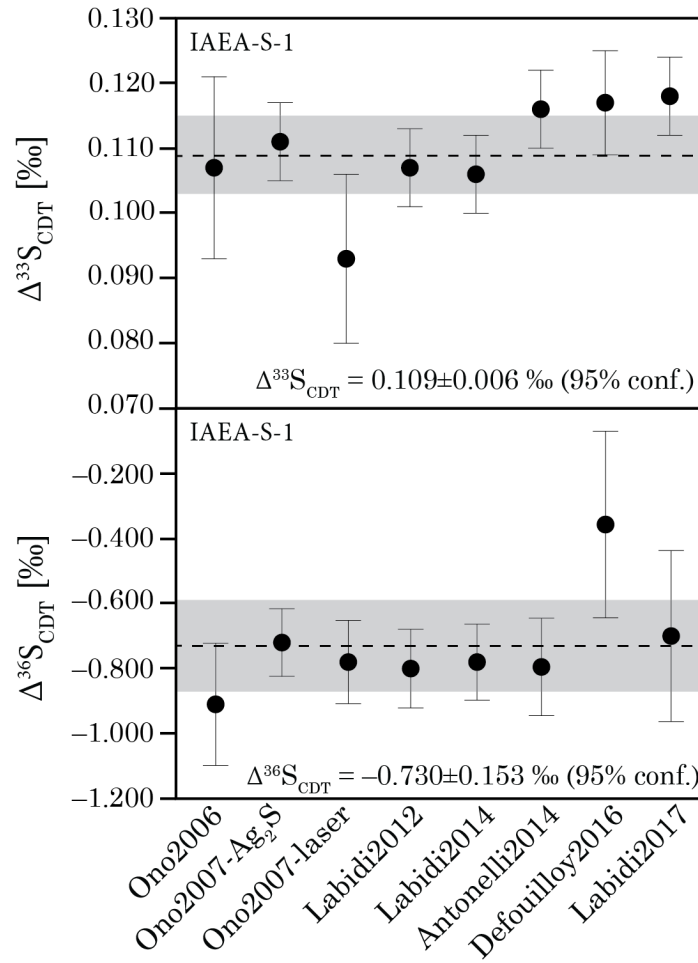 IAEA-S-1
Δ³³S_CDT [‰]
0.130
0.120
0.110
0.100
0.090
0.080
0.070
Δ³³S_CDT = 0.109±0.006 ‰ (95% conf.)
IAEA-S-1
Δ³⁶S_CDT [‰]
–0.200
–0.400
–0.600
–0.800
–1.000
–1.200
Δ³⁶S_CDT = –0.730±0.153 ‰ (95% conf.)
Ono2006
Ono2007-Ag₂S
Ono2007-laser
Labidi2012
Labidi2014
Antonelli2014
Defouilloy2016
Labidi2017